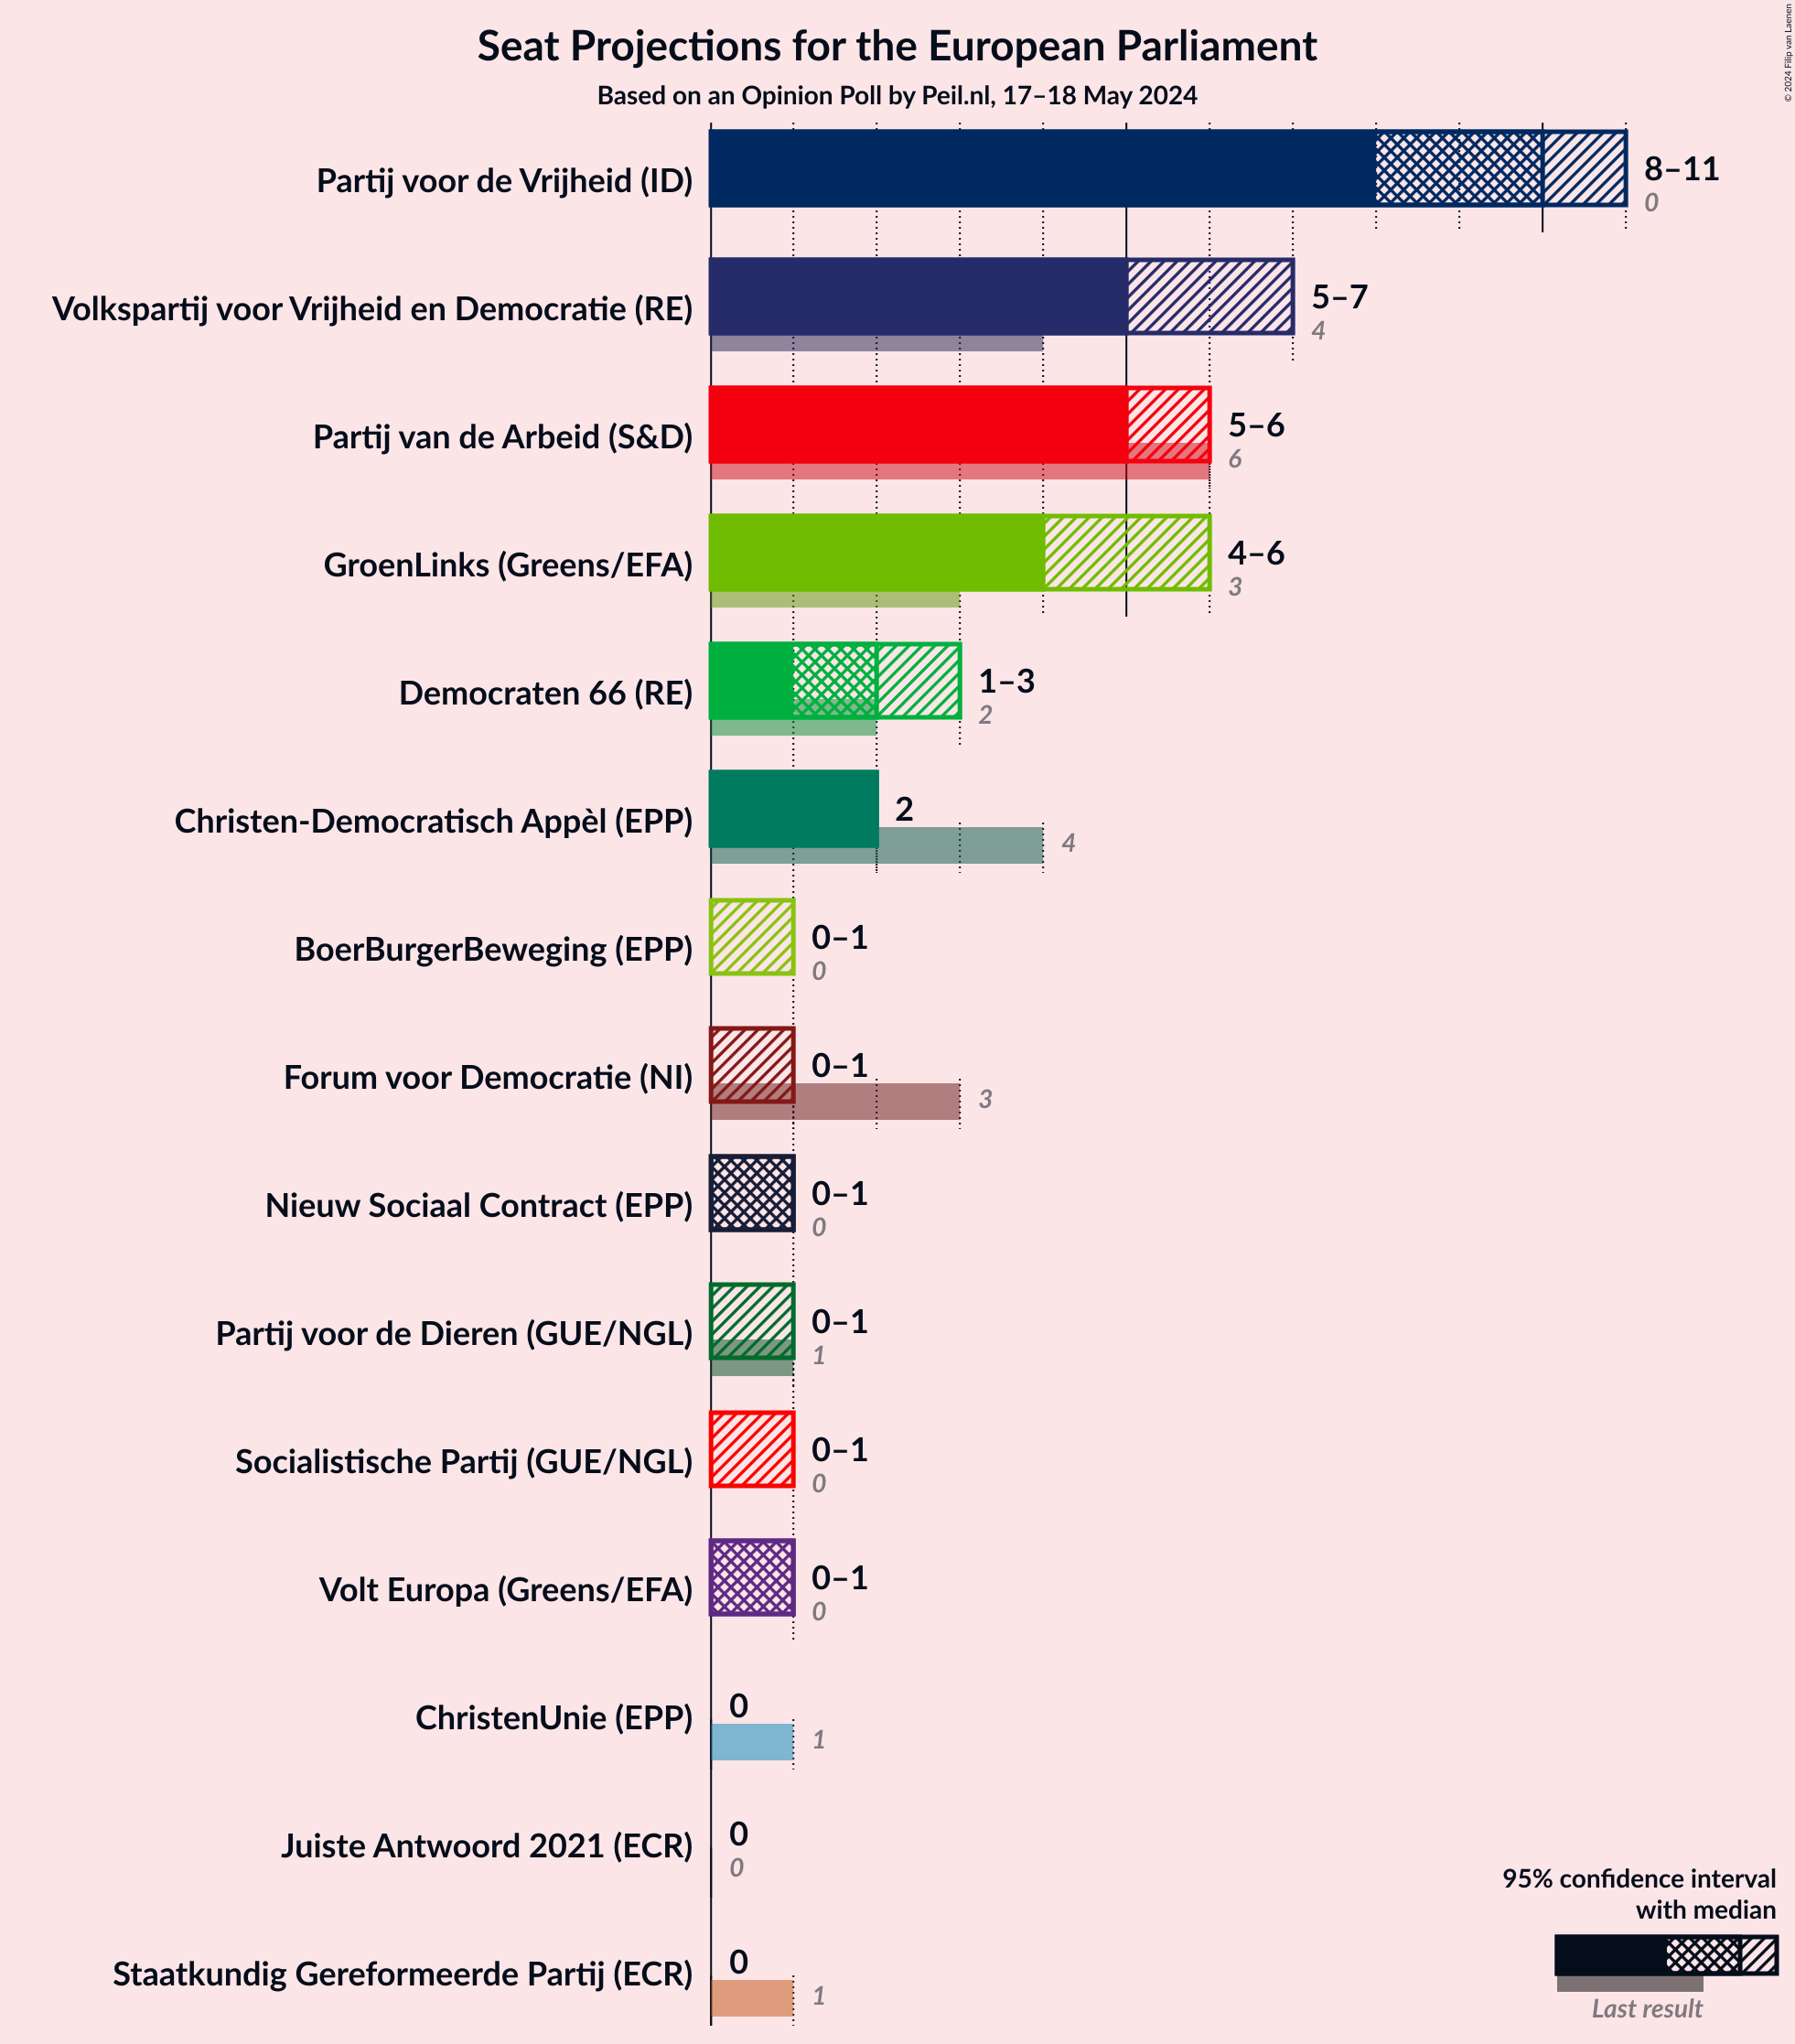 Seat Projections for the European Parliament
Based on an Opinion Poll by Peil.nl, 17–18 May 2024
© 2024 Filip van Laenen
Partij voor de Vrijheid (ID)
8–11
0
Volkspartij voor Vrijheid en Democratie (RE)
5–7
4
Partij van de Arbeid (S&D)
5–6
6
GroenLinks (Greens/EFA)
4–6
3
Democraten 66 (RE)
1–3
2
Christen-Democratisch Appèl (EPP)
2
4
BoerBurgerBeweging (EPP)
0–1
0
Forum voor Democratie (NI)
0–1
3
Nieuw Sociaal Contract (EPP)
0–1
0
Partij voor de Dieren (GUE/NGL)
0–1
1
Socialistische Partij (GUE/NGL)
0–1
0
Volt Europa (Greens/EFA)
0–1
0
ChristenUnie (EPP)
0
1
Juiste Antwoord 2021 (ECR)
0
0
Staatkundig Gereformeerde Partij (ECR)
0
1
95% confidence interval
with median
Last result